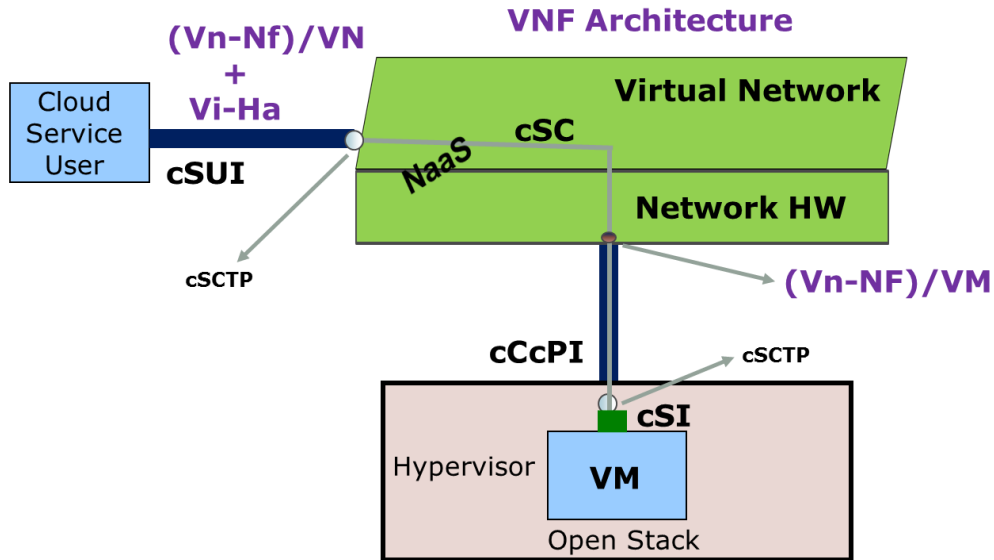 VNF Architecture
(Vn-Nf)/VN
+
Vi-Ha
Cloud
Service
User
cSUI
Virtual Network
cSC
NaaS
Network HW
cSCTP
(Vn-NF)/VM
cCcPI
cSCTP
cSI
Hypervisor
VM
Open Stack